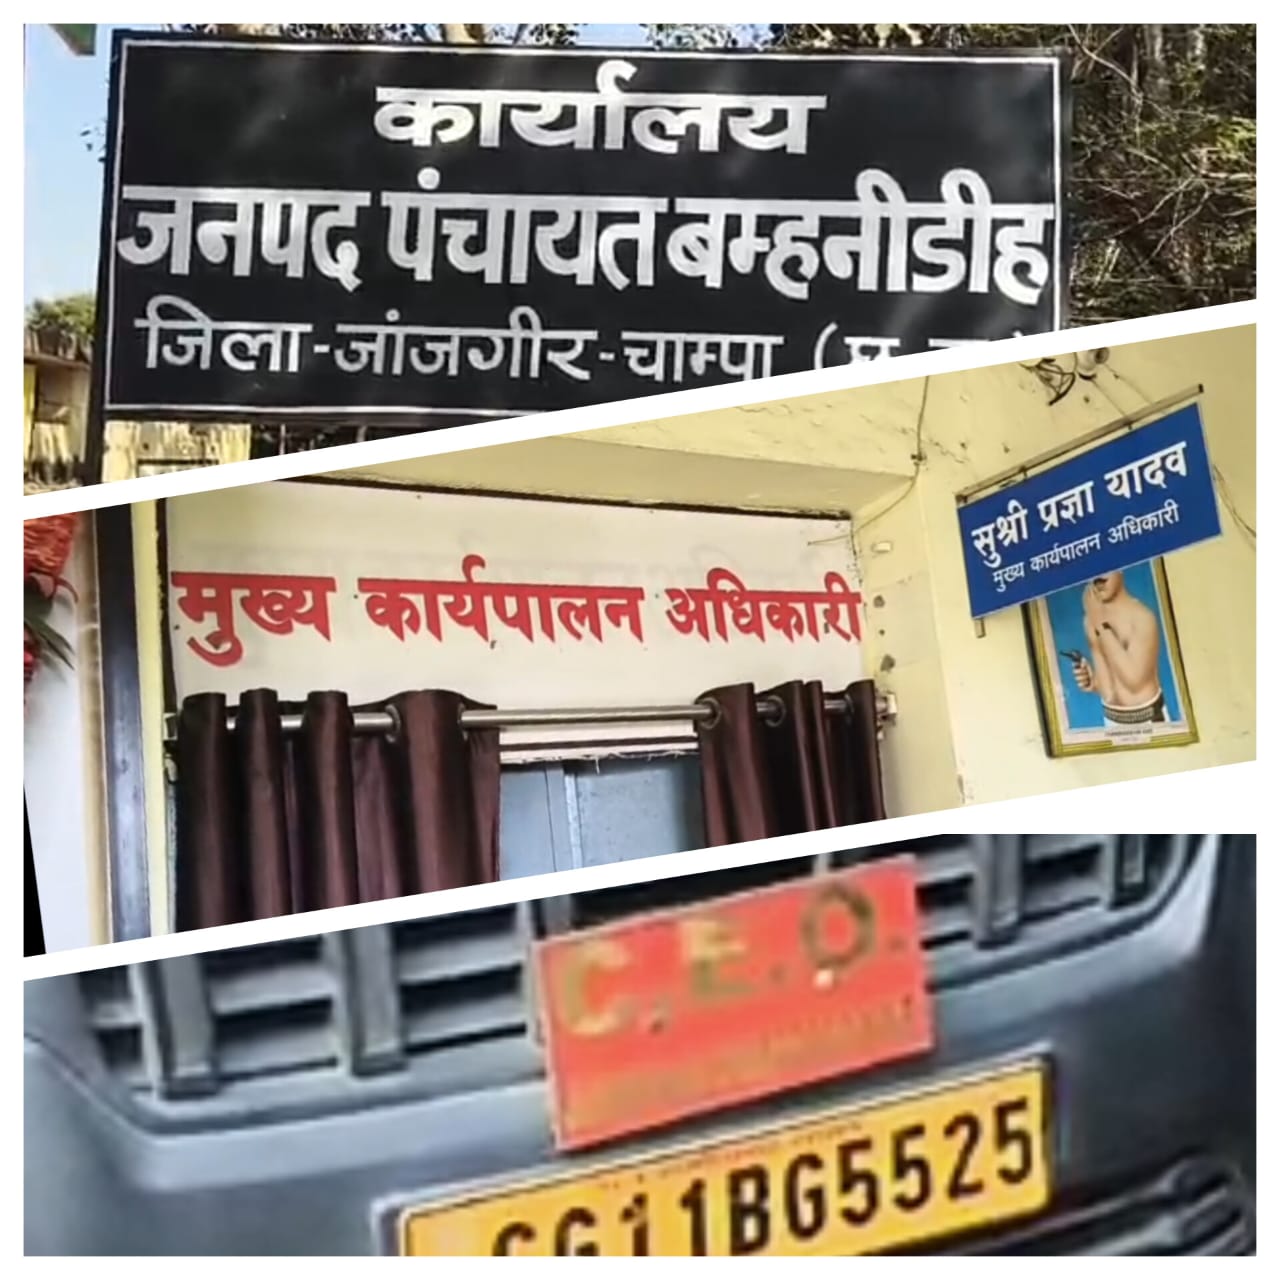 कार्यालय
जनपद पंचायत बम्हनीडीह
जिला-जांजगीर-चाम्पा (
सुश्री प्रज्ञा यादव
मुख्य कार्यपालन अधिकारी
मुख्य कार्यपालन अधिकारी
C.E.O.
CG11BG5525